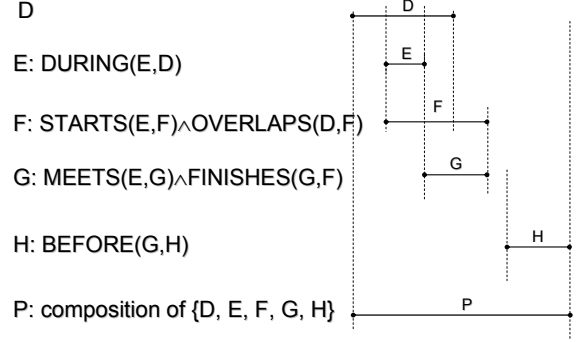 D
D
E: DURING(E,D)
E
F: STARTS(E,F)∧OVERLAPS(D,F)
F
G: MEETS(E,G)∧FINISHES(G,F)
G
H: BEFORE(G,H)
H
P: composition of {D, E, F, G, H}
P